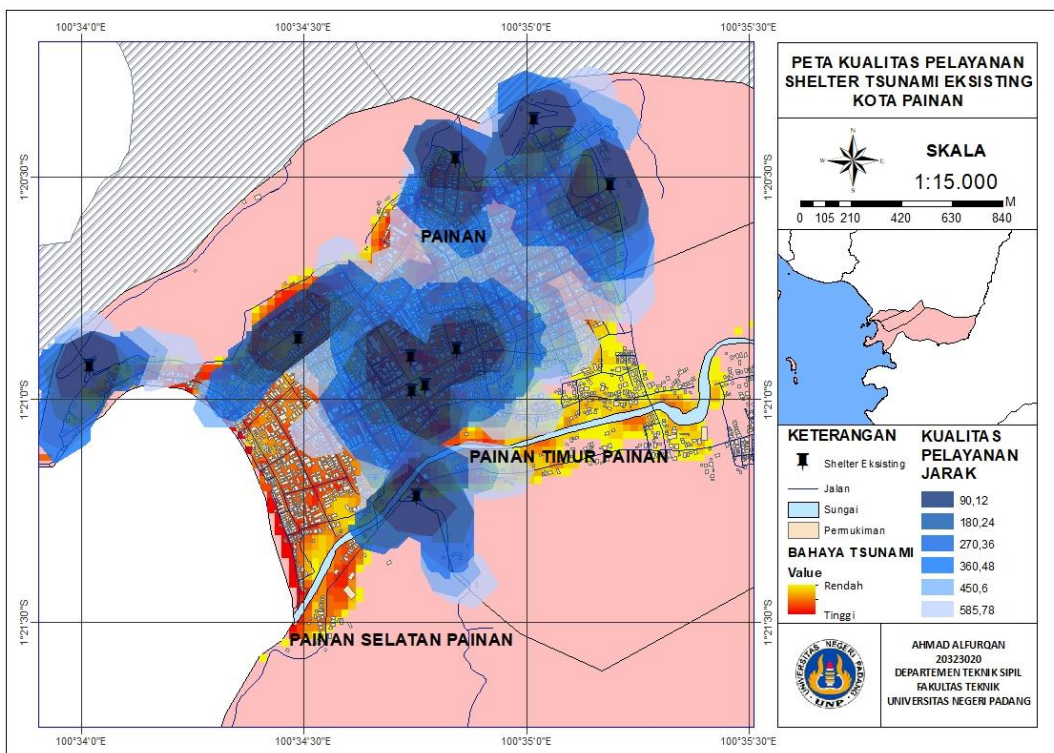 100°34'0"E
100°34'30"E
100°35'0"E
100°35'30"E
1°20'30"S
1°21'0"S
1°21'30"S
PAINAN
PAINAN TIMUR PAINAN
PAINAN SELATAN PAINAN
1°20'30"S
1°21'0"S
1°21'30"S
100°34'0"E
100°34'30"E
100°35'0"E
100°35'30"E
PETA KUALITAS PELAYANAN
SHELTER TSUNAMI EKSISTING
KOTA PAINAN
N
W
E
S
SKALA
1:15.000
0 105 210 420 630 840 M
KETERANGAN
Shelter Eksisting
Jalan
Sungai
Permukiman
BAHAYA TSUNAMI
Value
Rendah
Tinggi
KUALITAS
PELAYANAN
JARAK
90,12
180,24
270,36
360,48
450,6
585,78
UNIVERSITAS NEGERI PADANG
UNP
AHMAD ALFURQAN
20323020
DEPARTEMEN TEKNIK SIPIL
FAKULTAS TEKNIK
UNIVERSITAS NEGERI PADANG